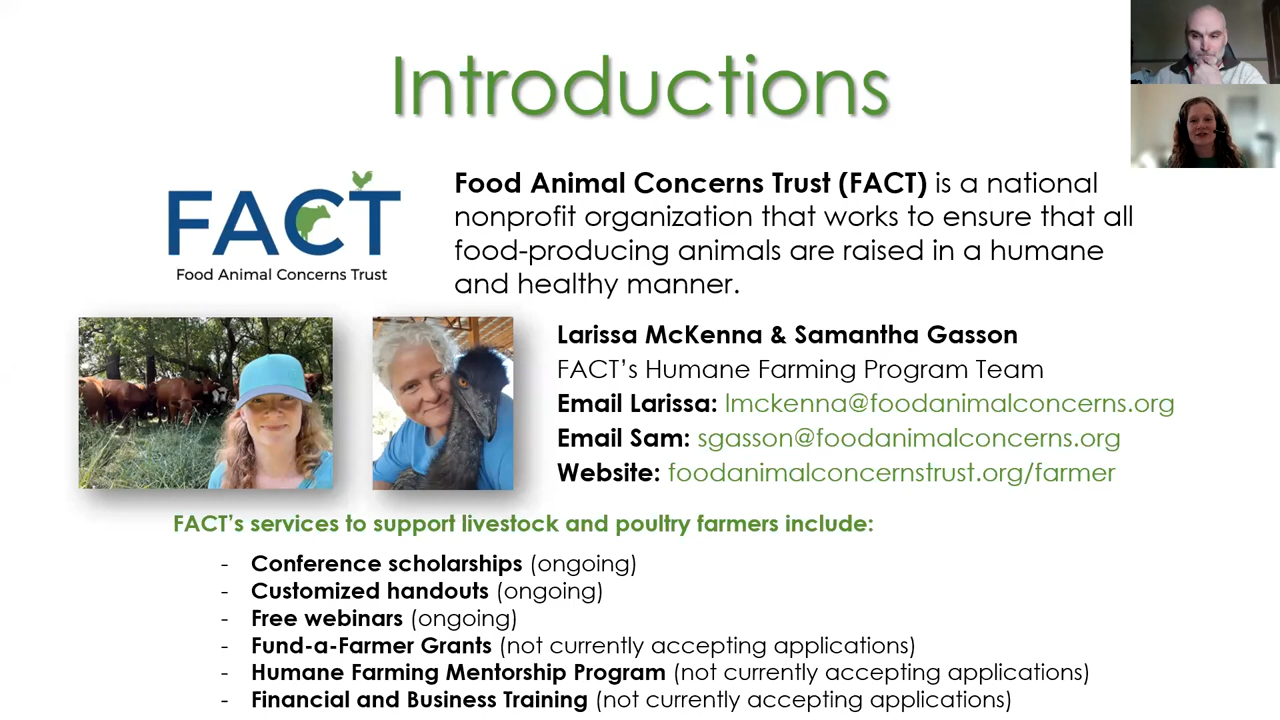 Introductions
FACT
Food Animal Concerns Trust
Food Animal Concerns Trust (FACT) is a national
nonprofit organization that works to ensure that all
food-producing animals are raised in a humane
and healthy manner.
Larissa McKenna & Samantha Gasson
FACT's Humane Farming Program Team
Email Larissa: lmckenna@foodanimalconcerns.org
Email Sam: sgasson@foodanimalconcerns.org
Website: foodanimalconcernstrust.org/farmer
FACT's services to support livestock and poultry farmers include:
- Conference scholarships (ongoing)
- Customized handouts (ongoing)
- Free webinars (ongoing)
- Fund-a-Farmer Grants (not currently accepting applications)
- Humane Farming Mentorship Program (not currently accepting applications)
- Financial and Business Training (not currently accepting applications)